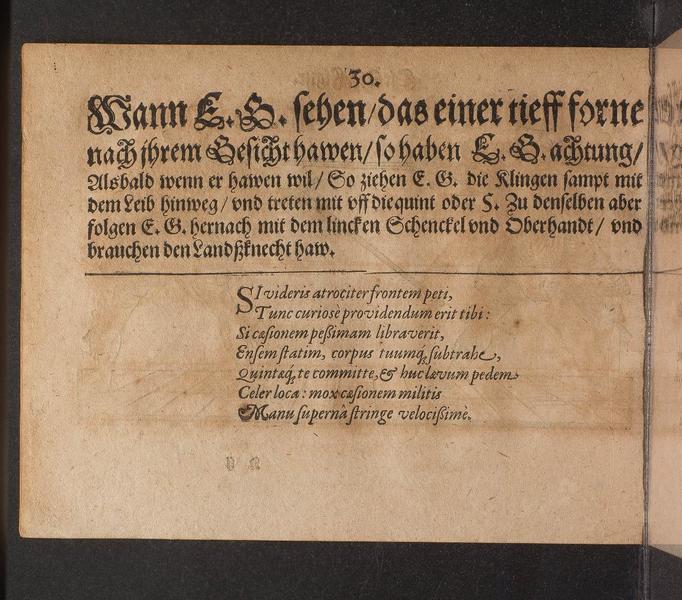 30.
Wann E. G. sehen/das einer tieff forne
nach jhrem Gesicht hawen/so haben E. G. achtung/
Alsbald wenn er hawen wil/ So ziehen E. G. die Klingen sampt mit
dem Leib hinweg/ vnd treten mit vff die quint oder 5. Zu denselben aber
folgen E. G. hernach mit dem lincken Schenckel vnd Oberhandt/ vnd
brauchen den Landßknecht haw.
SI videris atrociter frontem peti,
Tunc curiosè providendum erit tibi:
Si cæsionem peßimam libraverit,
Ensem statim, corpus tuumq́; subtrahe,
Quintæq́; te committe, & huc lævum pedem
Celer loca: mox cæsionem militis
Manu supernâ stringe velocißimè.